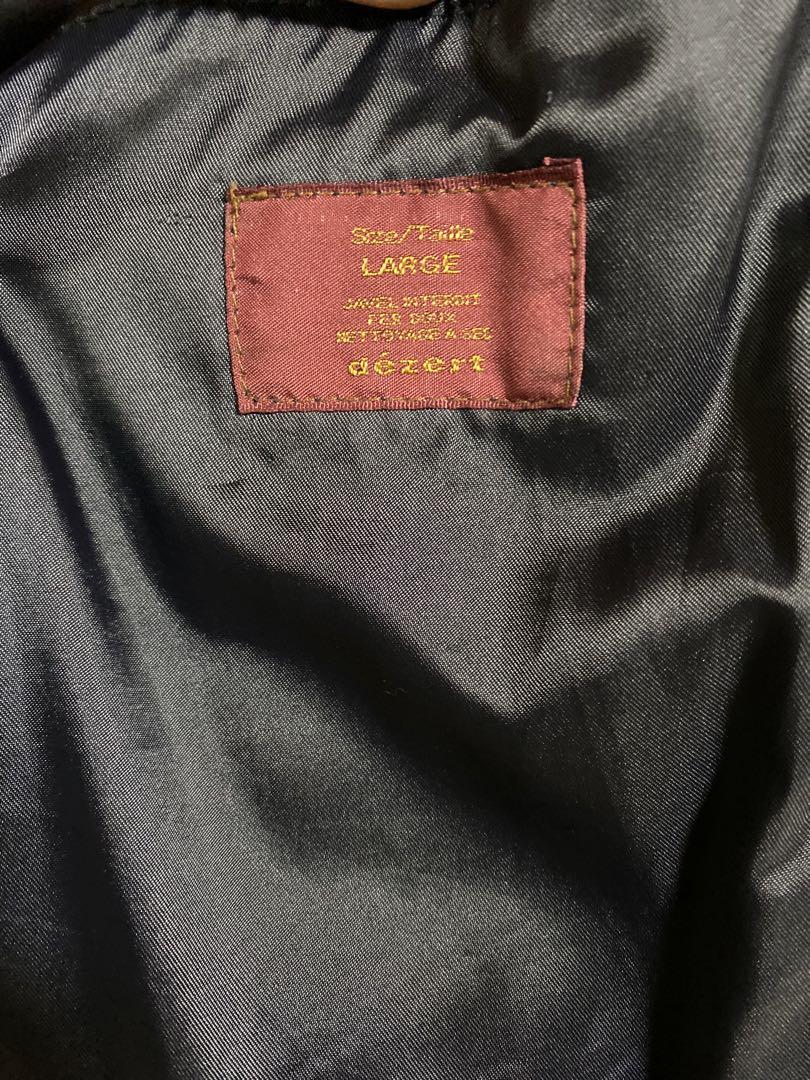 Size/Taille
LARGE
JAVEL INTERDIT
FER DOUX
NETTOYAGE A SEC
dézert